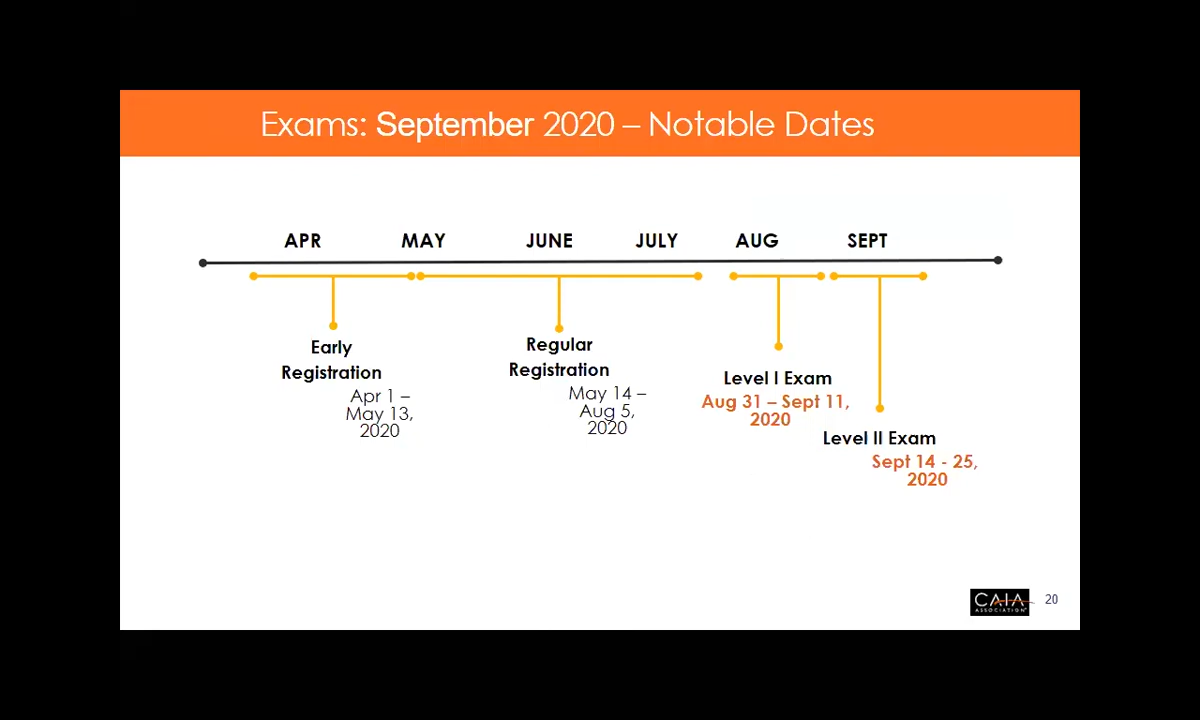 Exams: September 2020 – Notable Dates
APR MAY JUNE JULY AUG SEPT
Early
Registration
Apr 1 –
May 13,
2020
Regular
Registration
May 14 –
Aug 5,
2020
Level I Exam
Aug 31 – Sept 11,
2020
Level II Exam
Sept 14 - 25,
2020
CAIA
ASSOCIATION
20